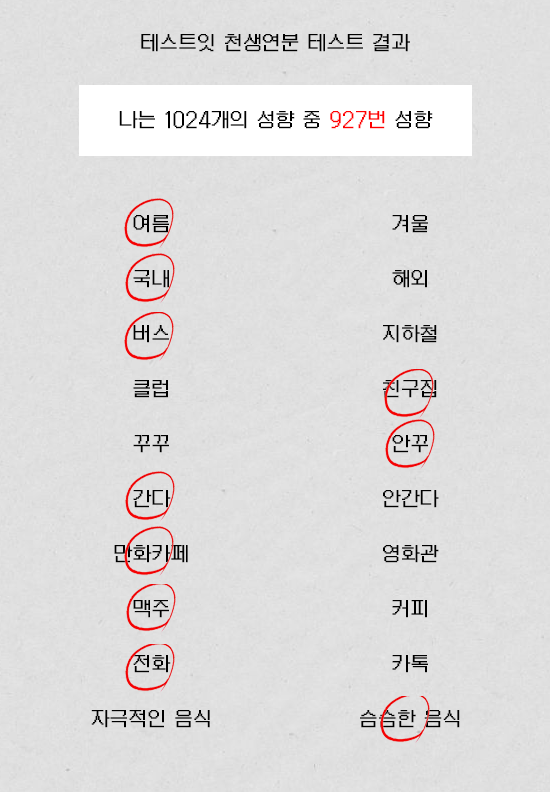 테스트잇 천생연분 테스트 결과
나는 1024개의 성향 중 927번 성향
여름 겨울
국내 해외
버스 지하철
클럽 친구집
꾸꾸 안꾸
간다 안간다
만화카페 영화관
맥주 커피
전화 카톡
자극적인 음식 슴슴한 음식